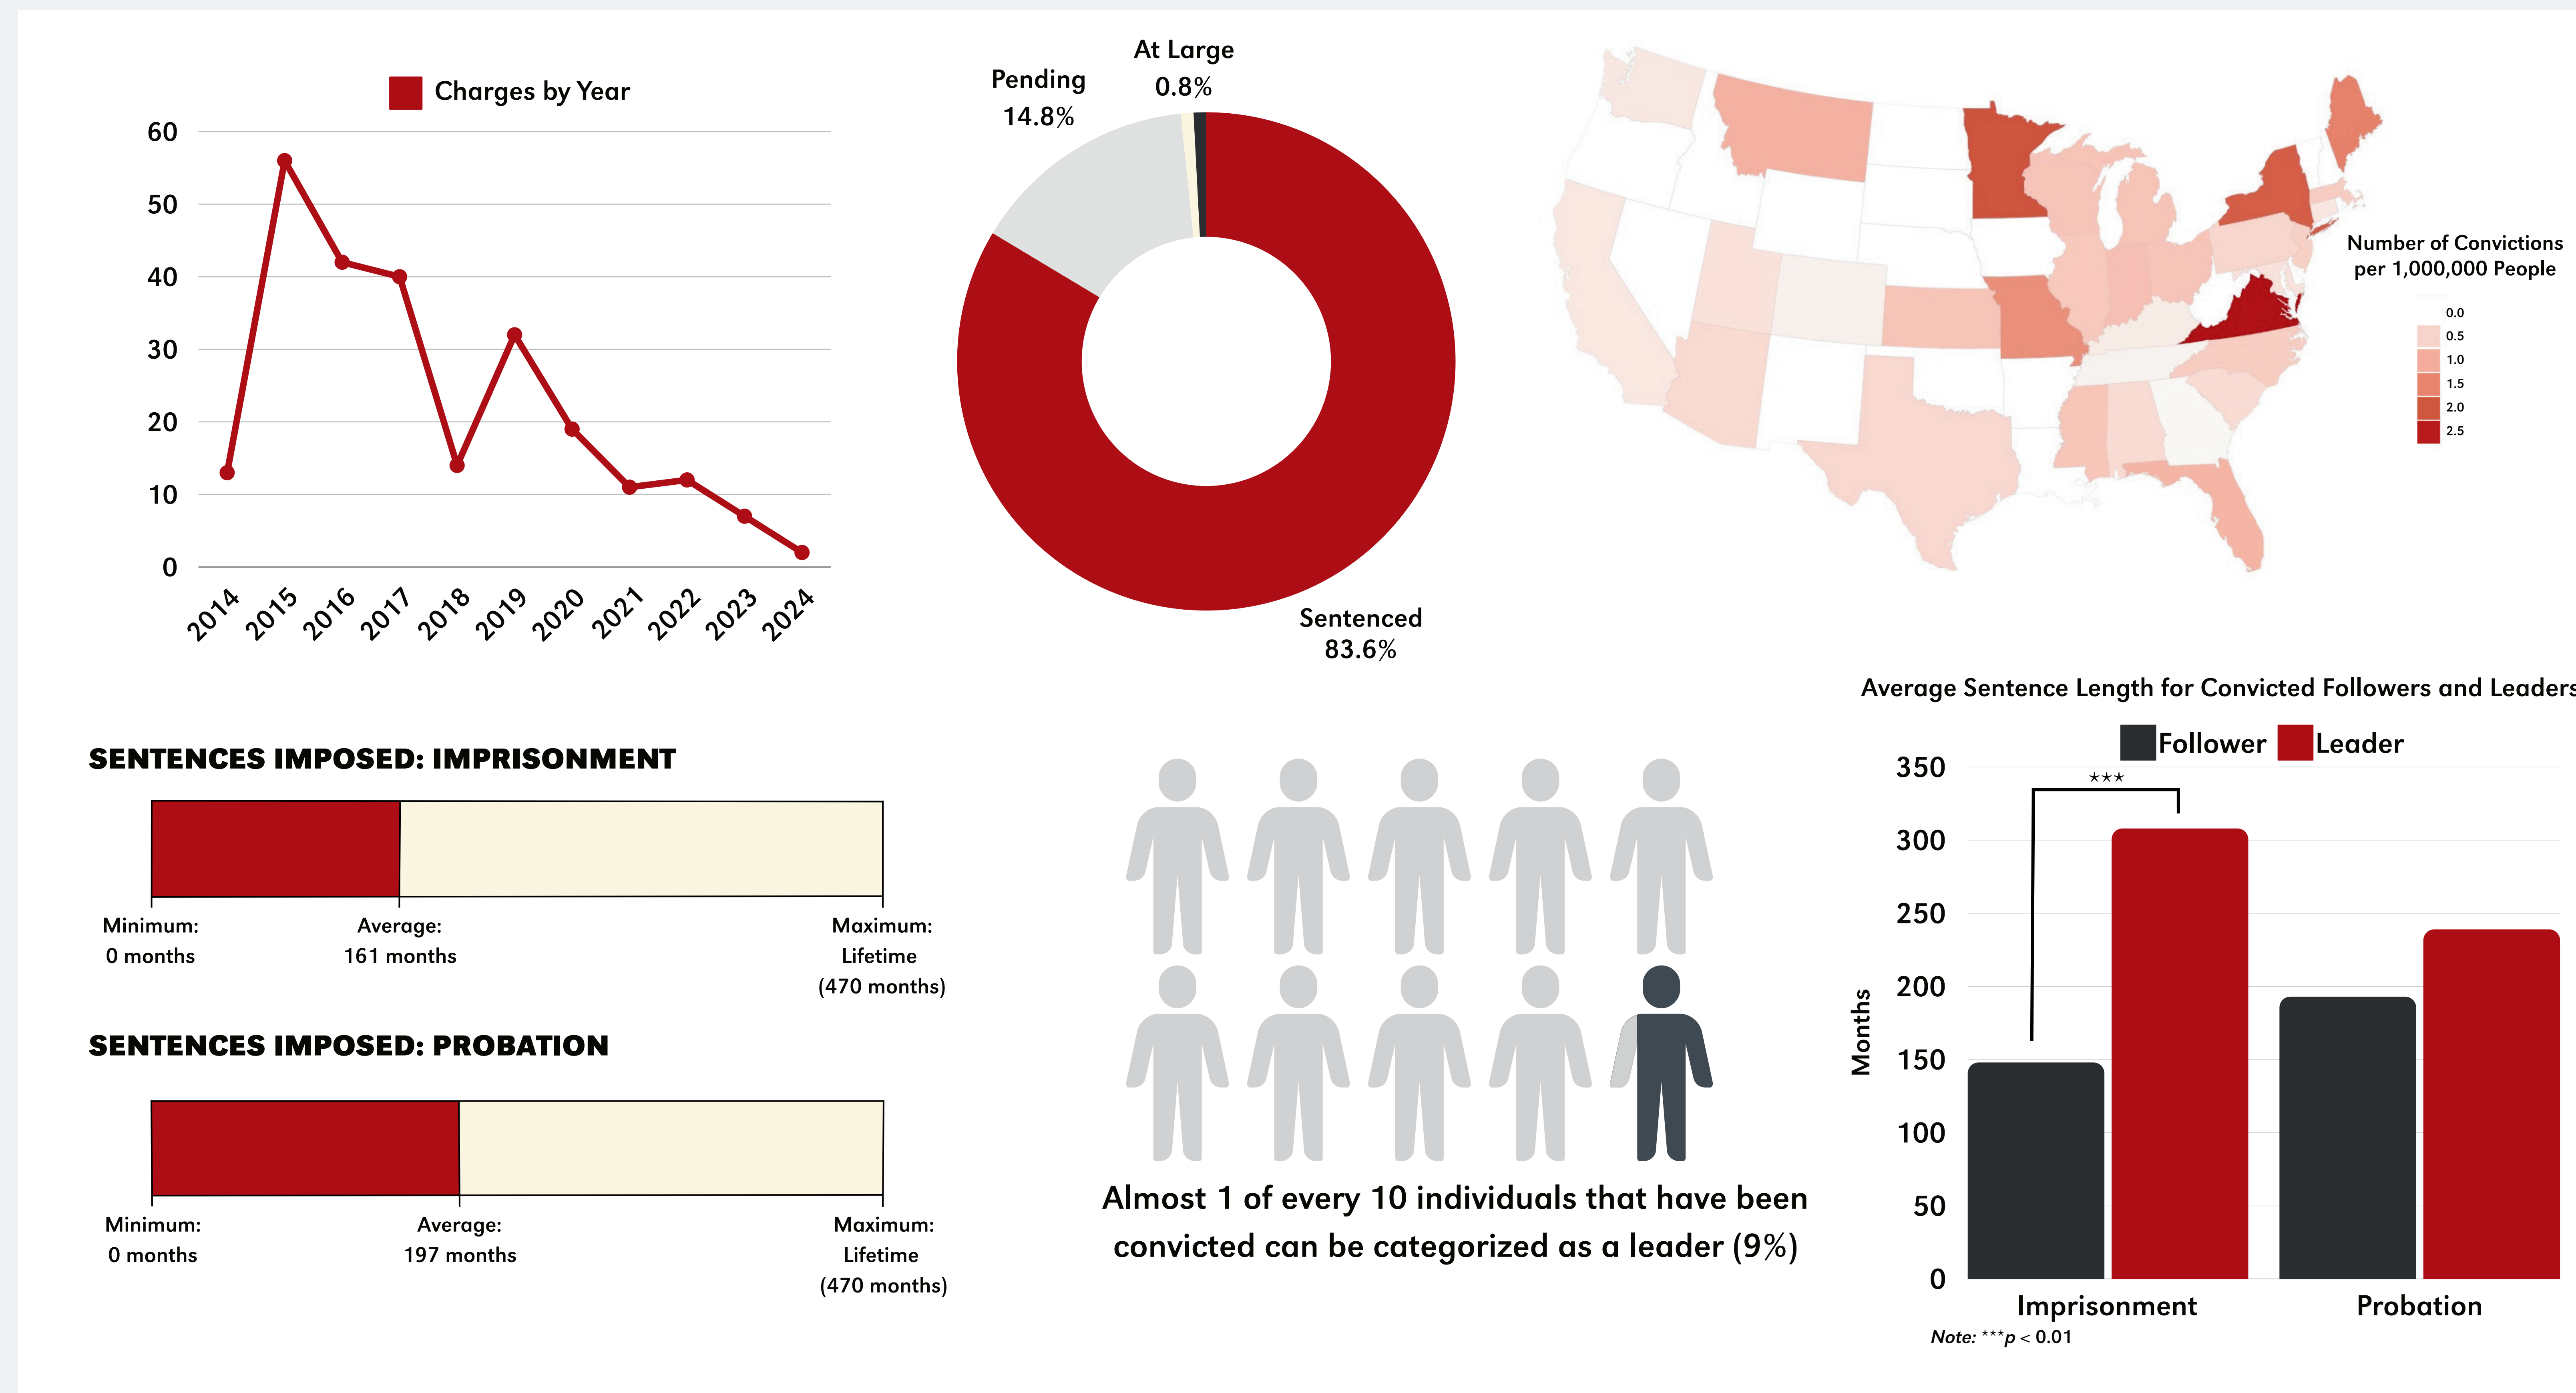 Charges by Year
60
50
40
30
20
10
0
2014
2015
2016
2017
2018
2019
2020
2021
2022
2023
2024
At Large
0.8%
Pending
14.8%
Sentenced
83.6%
Number of Convictions
per 1,000,000 People
0.0
0.5
1.0
1.5
2.0
2.5
SENTENCES IMPOSED: IMPRISONMENT
Minimum:
0 months
Average:
161 months
Maximum:
Lifetime
(470 months)
SENTENCES IMPOSED: PROBATION
Minimum:
0 months
Average:
197 months
Maximum:
Lifetime
(470 months)
Almost 1 of every 10 individuals that have been
convicted can be categorized as a leader (9%)
Average Sentence Length for Convicted Followers and Leaders
Follower
Leader
350
300
250
200
150
100
50
0
Months
***
Imprisonment
Probation
Note: ***p < 0.01